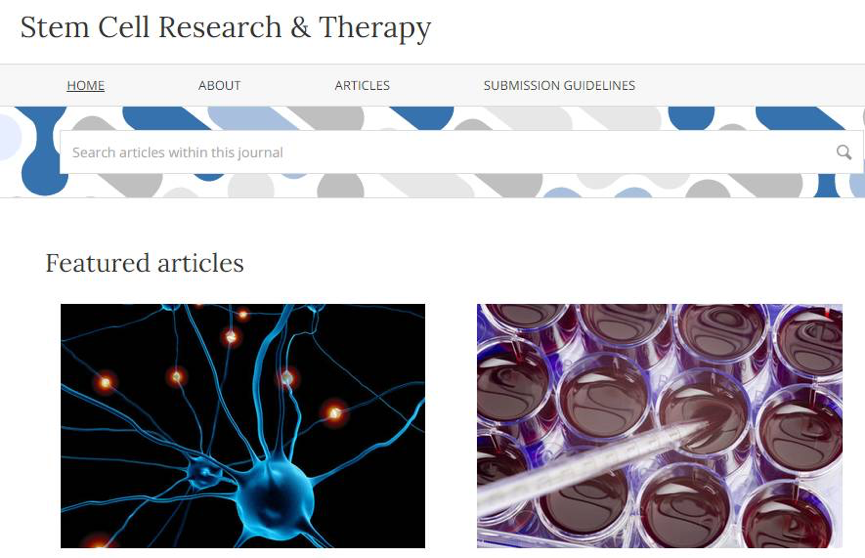 Stem Cell Research & Therapy
HOME ABOUT ARTICLES SUBMISSION GUIDELINES
Search articles within this journal
Featured articles